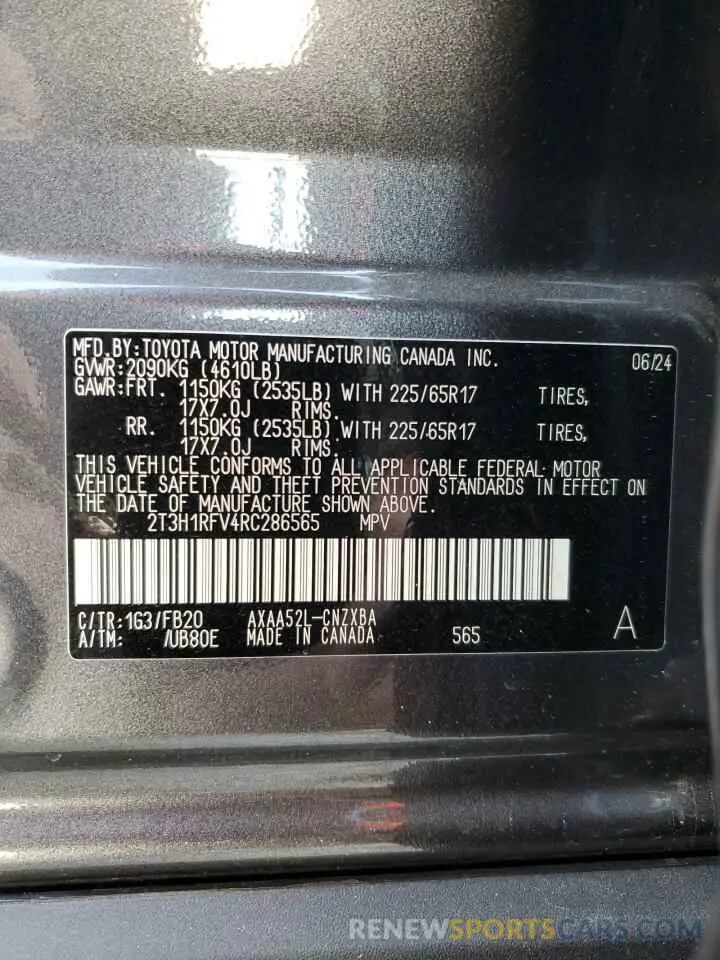 MFD.BY:TOYOTA MOTOR MANUFACTURING CANADA INC. 06/24
GVWR:2090KG (4610LB)
GAWR:FRT. 1150KG (2535LB) WITH 225/65R17 TIRES,
17X7.0J RIMS.
RR. 1150KG (2535LB) WITH 225/65R17 TIRES,
17X7.0J RIMS.
THIS VEHICLE CONFORMS TO ALL APPLICABLE FEDERAL MOTOR
VEHICLE SAFETY AND THEFT PREVENTION STANDARDS IN EFFECT ON
THE DATE OF MANUFACTURE SHOWN ABOVE.
2T3H1RFV4RC286565 MPV
C/TR:1G3/FB20 AXAA52L-CNZXBA
A/TM: /UB80E MADE IN CANADA 565 A
RENEWSPORTSCARS.COM